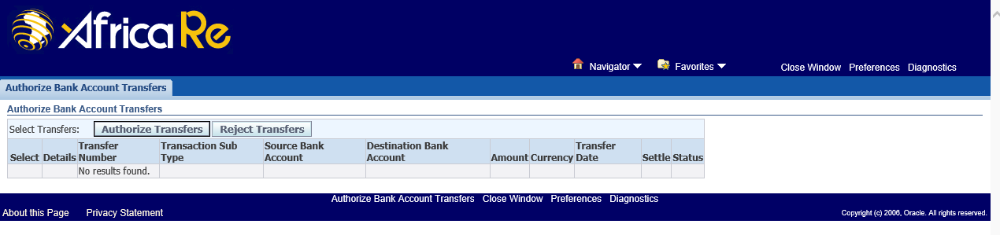 AfricaRe
Navigator Favorites Close Window Preferences Diagnostics
Authorize Bank Account Transfers
Authorize Bank Account Transfers
Select Transfers: Authorize Transfers Reject Transfers
Select Details Transfer Number Transaction Sub Type Source Bank Account Destination Bank Account Amount Currency Transfer Date Settle Status
No results found.
Authorize Bank Account Transfers Close Window Preferences Diagnostics
About this Page Privacy Statement Copyright (c) 2006, Oracle. All rights reserved.